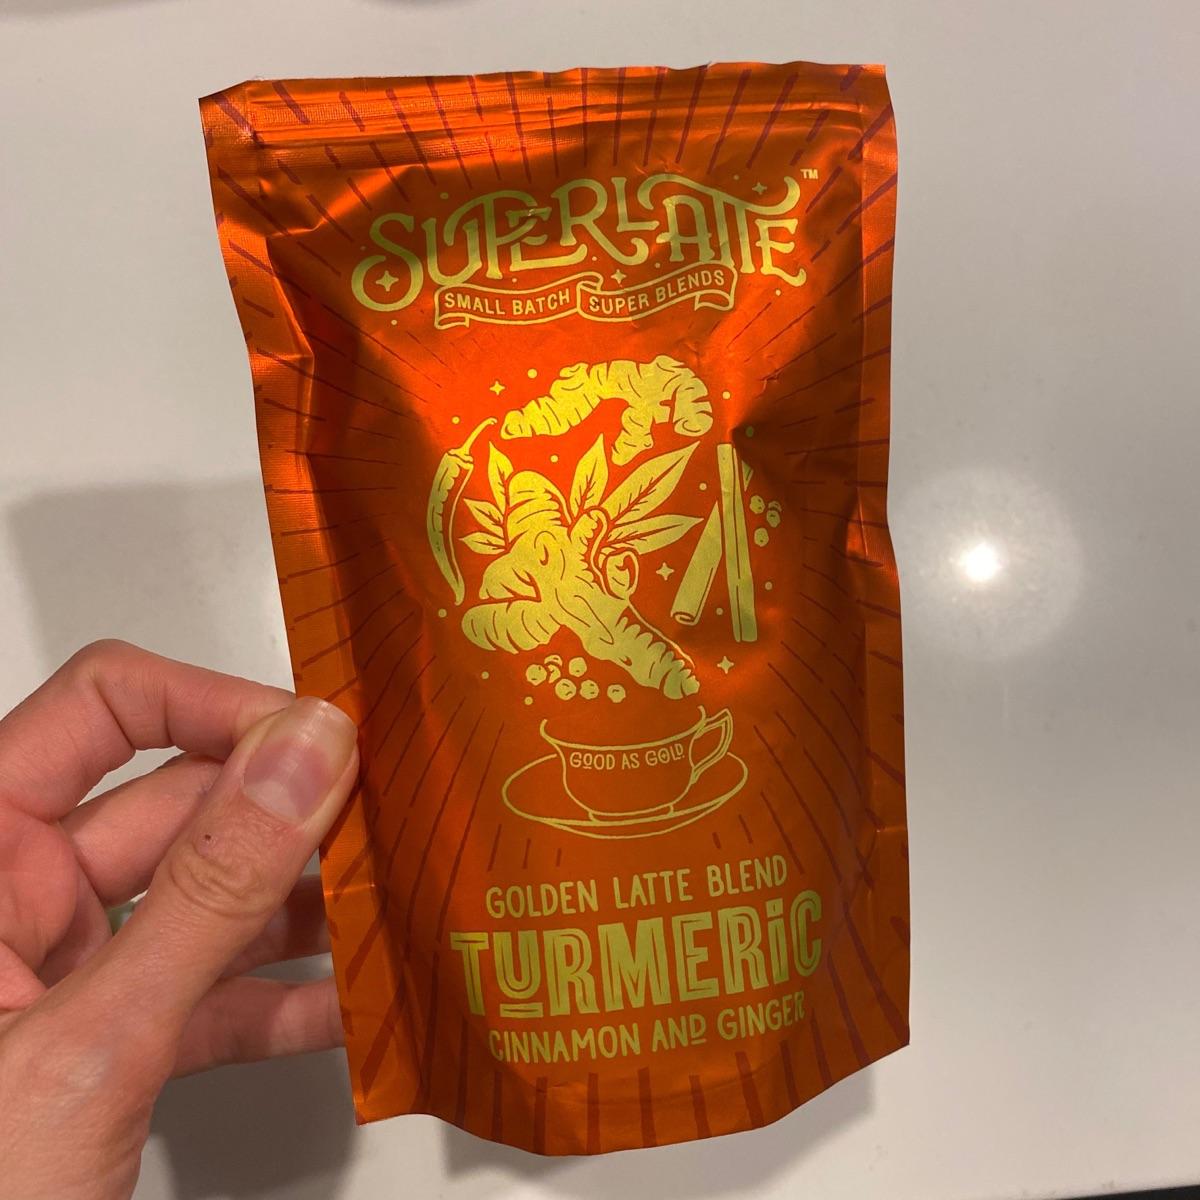 SUPERLATTE™
SMALL BATCH SUPER BLENDS
GOOD AS GOLD.
GOLDEN LATTE BLEND
TURMERiC
CINNAMON AND GINGER